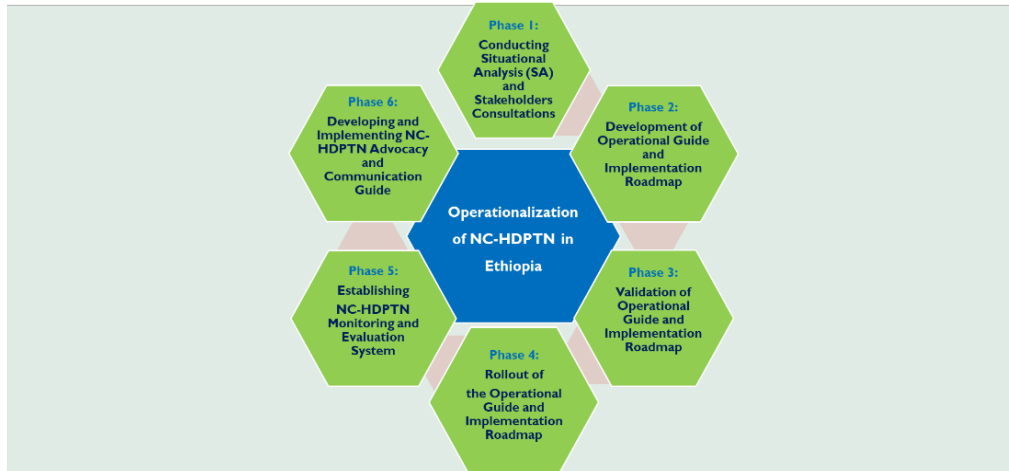 Phase 1:
Conducting
Situational
Analysis (SA)
and
Stakeholders
Consultations
Phase 2:
Development of
Operational Guide
and
Implementation
Roadmap
Phase 3:
Validation of
Operational
Guide and
Implementation
Roadmap
Phase 4:
Rollout of
the Operational
Guide and
Implementation
Roadmap
Phase 5:
Establishing
NC-HDPTN
Monitoring and
Evaluation
System
Phase 6:
Developing and
Implementing NC-
HDPTN Advocacy
and
Communication
Guide
Operationalization
of NC-HDPTN in
Ethiopia